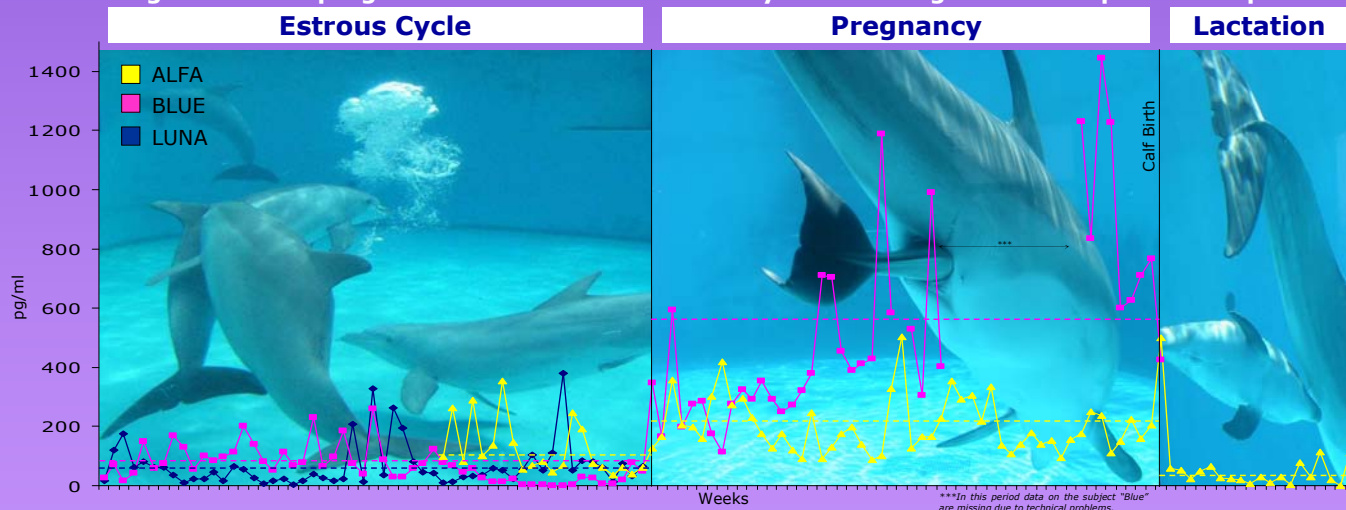 Estrous Cycle
Pregnancy
Lactation
1400
1200
1000
800
600
400
200
0
pg/ml
ALFA
BLUE
LUNA
***
Calf Birth
Weeks
***In this period data on the subject "Blue"
are missing due to technical problems.